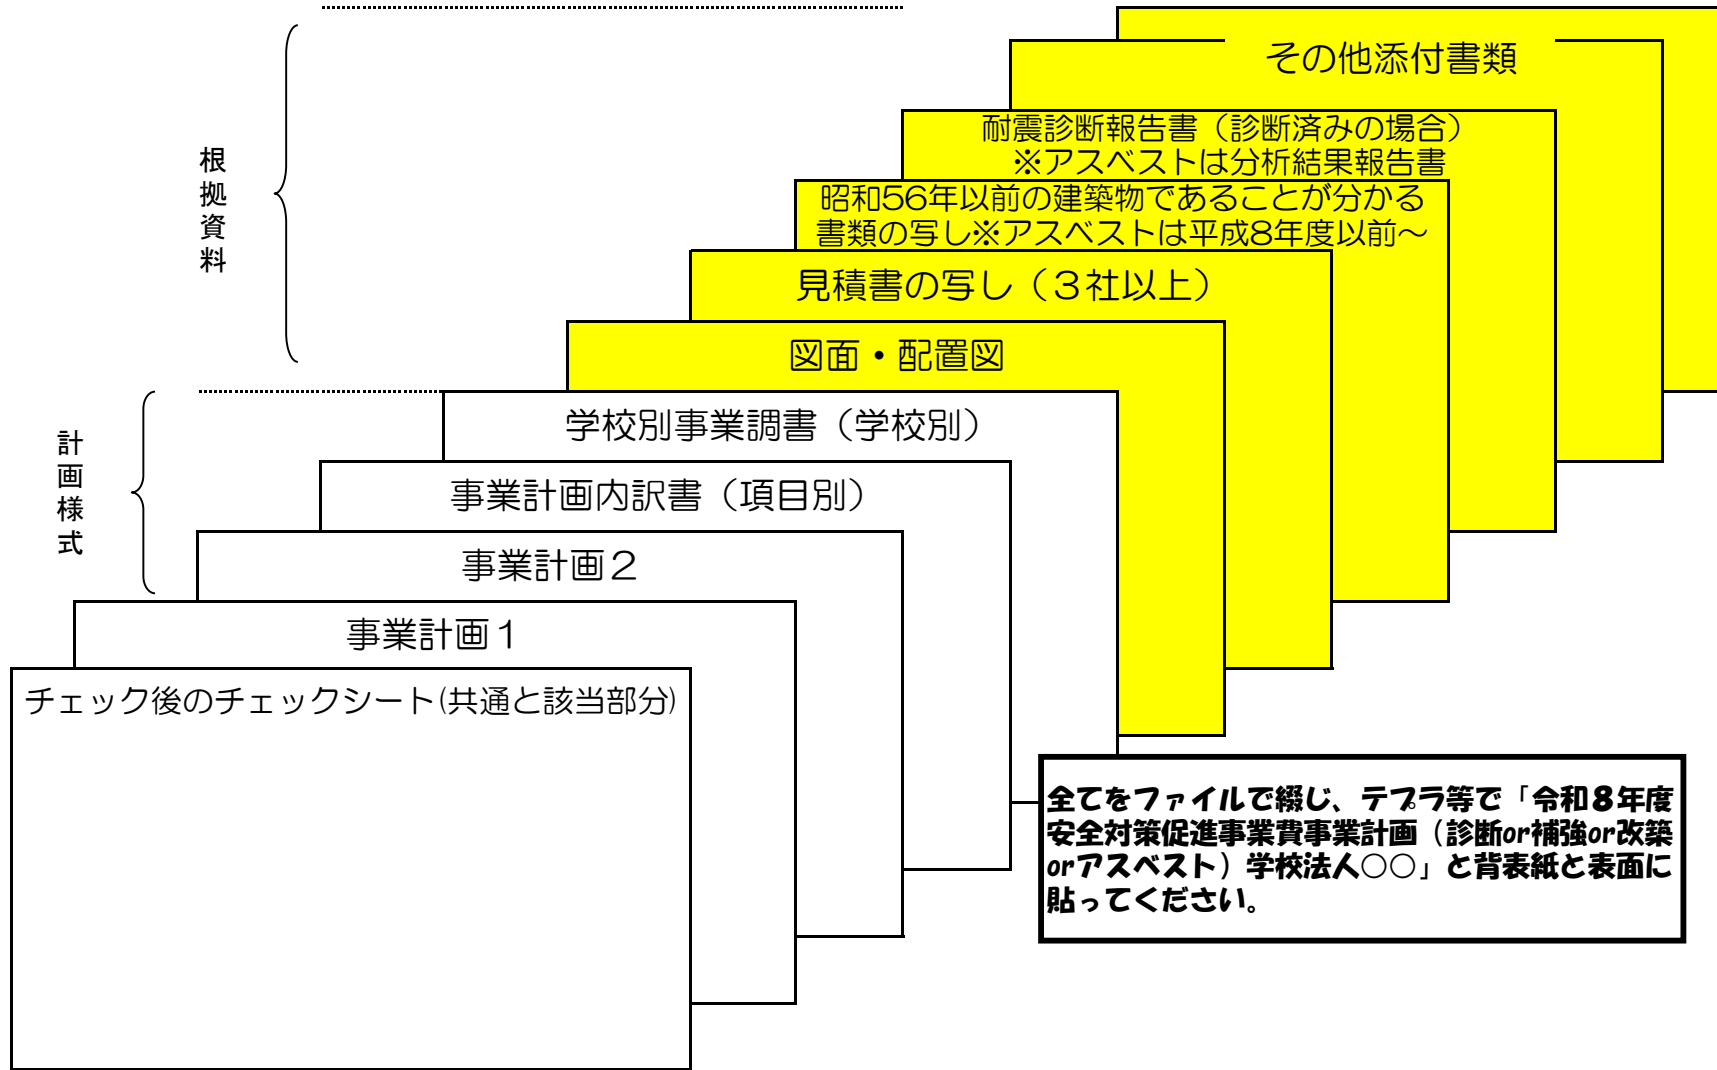 その他添付書類
耐震診断報告書（診断済みの場合）
※アスベストは分析結果報告書
昭和56年以前の建築物であることが分かる
書類の写し※アスベストは平成8年度以前～
見積書の写し（３社以上）
図面・配置図
根拠資料
学校別事業調書（学校別）
事業計画内訳書（項目別）
事業計画２
事業計画１
計画様式
チェック後のチェックシート(共通と該当部分)
全てをファイルで綴じ、テプラ等で「令和８年度
安全対策促進事業費事業計画（診断or補強or改築
orアスベスト）学校法人○○」と背表紙と表面に
貼ってください。